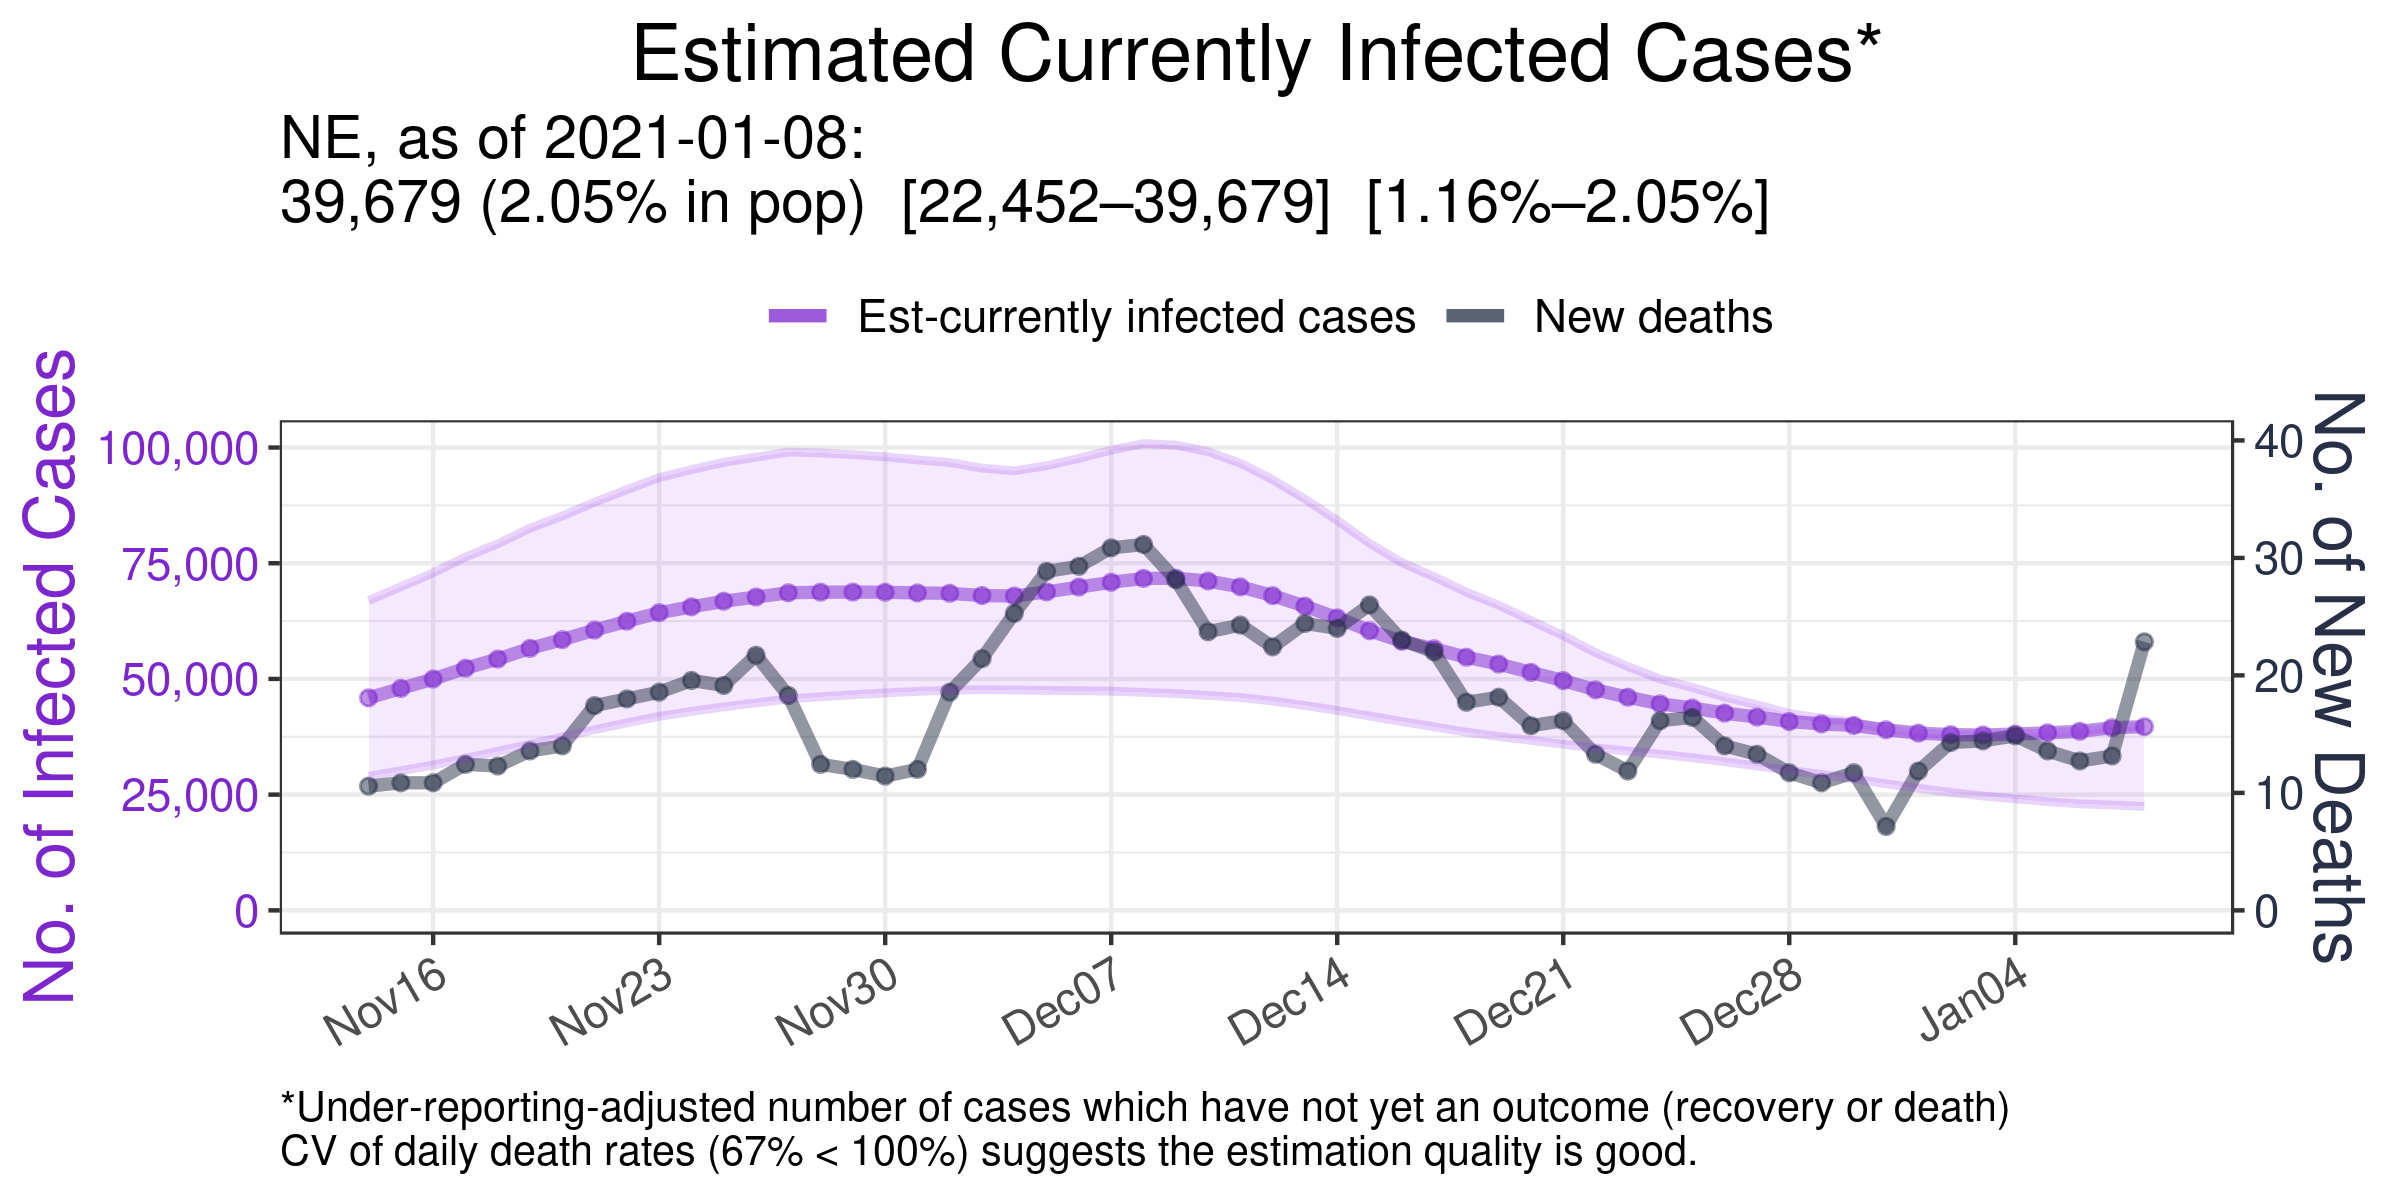 Estimated Currently Infected Cases*
NE, as of 2021-01-08:
39,679 (2.05% in pop)  [22,452–39,679]  [1.16%–2.05%]
Est-currently infected cases
New deaths
No. of Infected Cases
100,000
75,000
50,000
25,000
0
40
30
20
10
0
No. of New Deaths
Nov16
Nov23
Nov30
Dec07
Dec14
Dec21
Dec28
Jan04
*Under-reporting-adjusted number of cases which have not yet an outcome (recovery or death)
CV of daily death rates (67% < 100%) suggests the estimation quality is good.